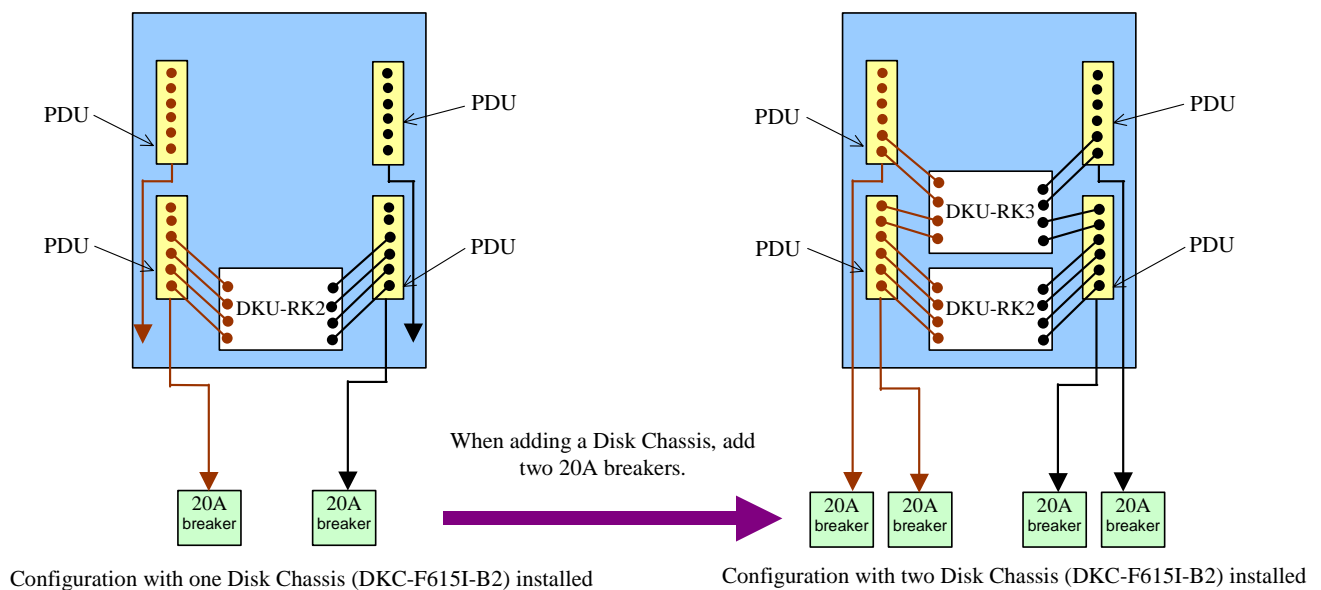 PDU
PDU
PDU
PDU
DKU-RK2
20A
breaker
20A
breaker
Configuration with one Disk Chassis (DKC-F615I-B2) installed
When adding a Disk Chassis, add
two 20A breakers.
PDU
PDU
DKU-RK3
PDU
PDU
DKU-RK2
20A
breaker
20A
breaker
20A
breaker
20A
breaker
Configuration with two Disk Chassis (DKC-F615I-B2) installed